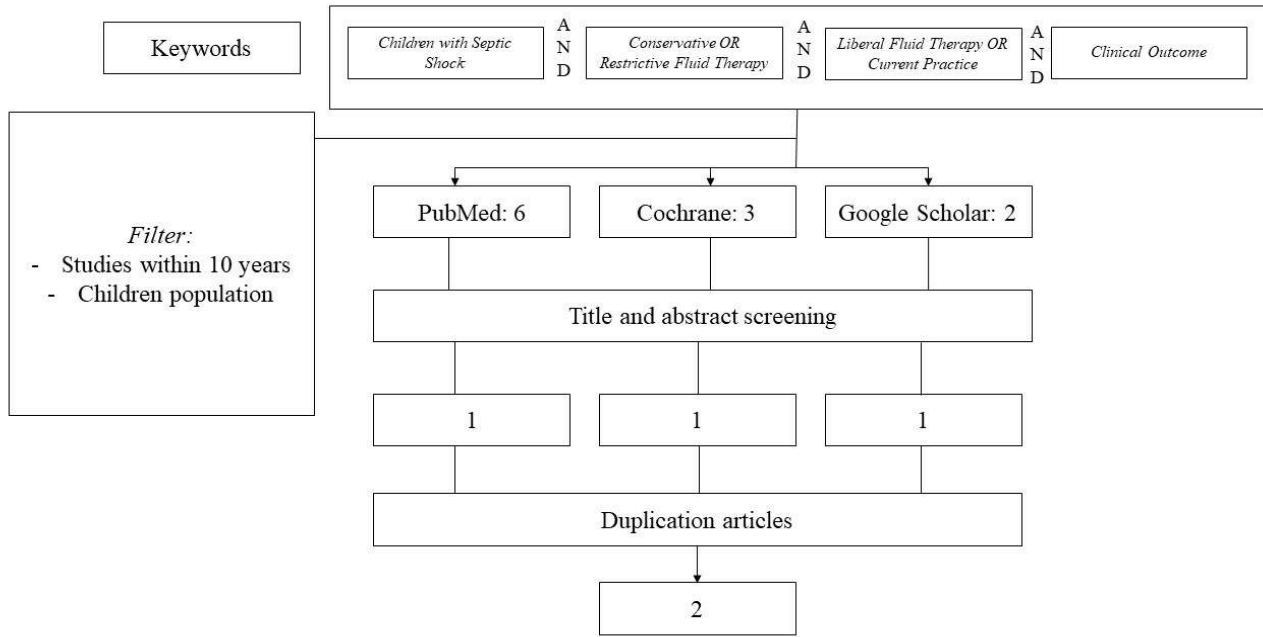 Keywords
Children with Septic
Shock
A
N
D
Conservative OR
Restrictive Fluid Therapy
A
N
D
Liberal Fluid Therapy OR
Current Practice
A
N
D
Clinical Outcome
Filter:
- Studies within 10 years
- Children population
PubMed: 6
Cochrane: 3
Google Scholar: 2
Title and abstract screening
1
1
1
Duplication articles
2